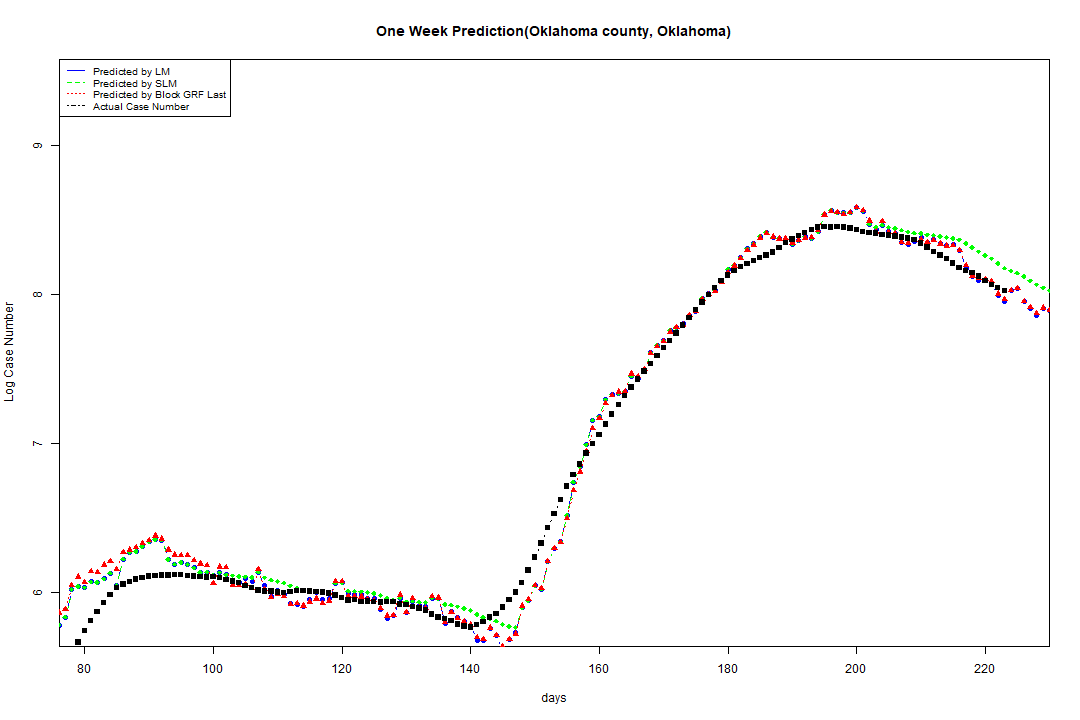 One Week Prediction(Oklahoma county, Oklahoma)
Predicted by LM
Predicted by SLM
Predicted by Block GRF Last
Actual Case Number
9
8
7
6
Log Case Number
80 100 120 140 160 180 200 220
days